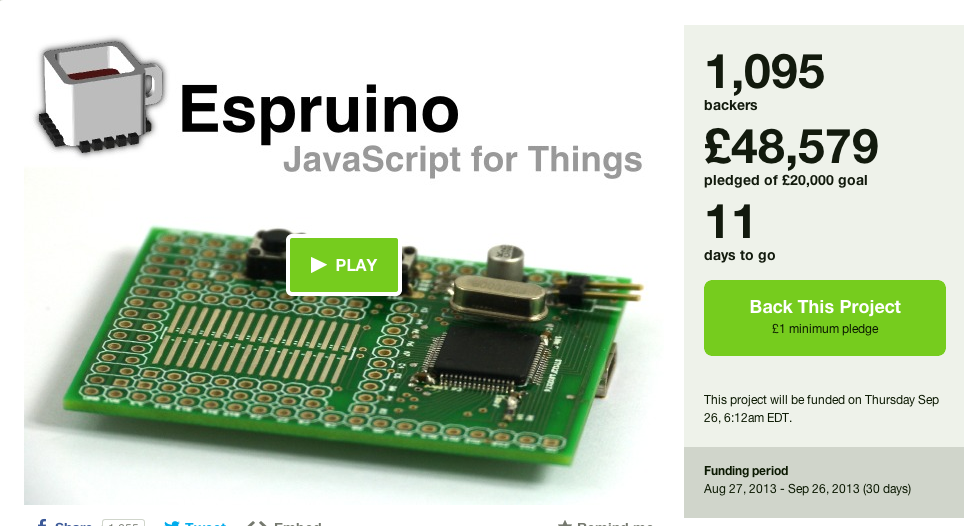 Espruino
JavaScript for Things
PLAY
1,095
backers
£48,579
pledged of £20,000 goal
11
days to go
Back This Project
£1 minimum pledge
This project will be funded on Thursday Sep
26, 6:12am EDT.
Funding period
Aug 27, 2013 - Sep 26, 2013 (30 days)
Share Tweet Embed Remind me